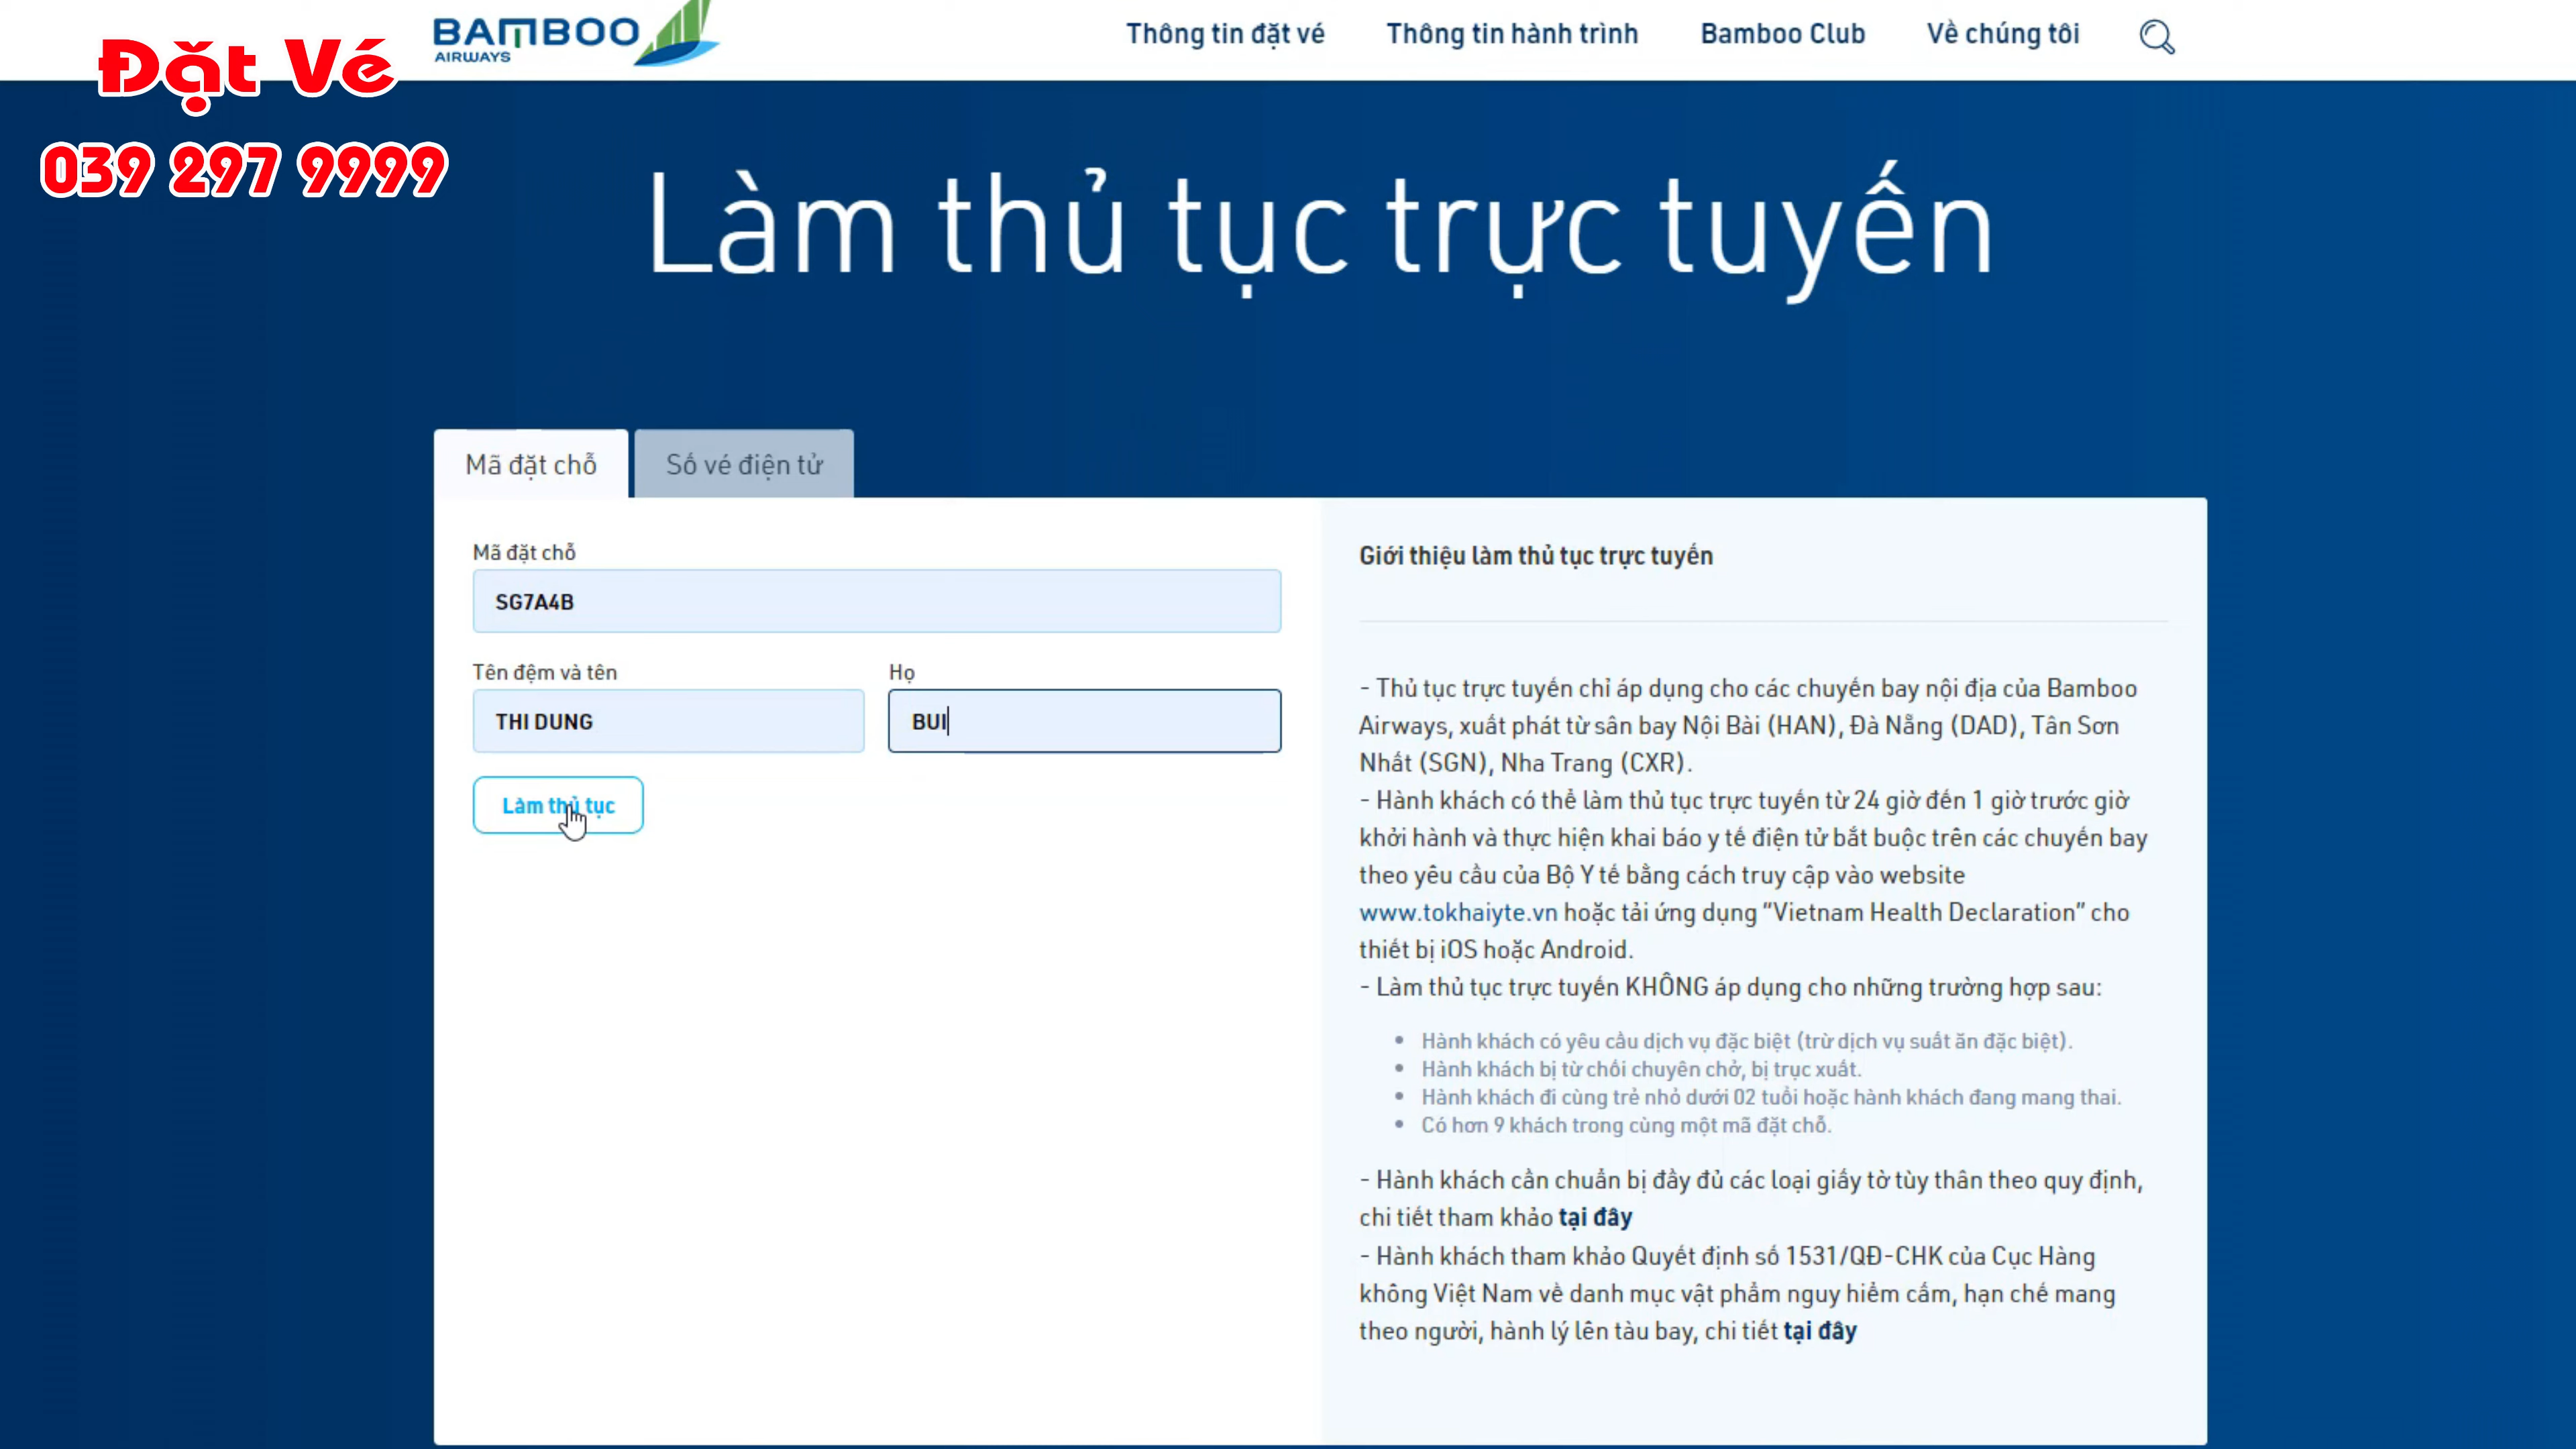 Đặt Vé
039 297 9999
BAMBOO
AIRWAYS
Thông tin đặt vé
Thông tin hành trình
Bamboo Club
Về chúng tôi
Làm thủ tục trực tuyến
Mã đặt chỗ
Số vé điện tử
Mã đặt chỗ
SG7A4B
Tên đệm và tên
Họ
THI DUNG
BUI
Làm thủ tục
Giới thiệu làm thủ tục trực tuyến
- Thủ tục trực tuyến chỉ áp dụng cho các chuyến bay nội địa của Bamboo
Airways, xuất phát từ sân bay Nội Bài (HAN), Đà Nẵng (DAD), Tân Sơn
Nhất (SGN), Nha Trang (CXR).
- Hành khách có thể làm thủ tục trực tuyến từ 24 giờ đến 1 giờ trước giờ
khởi hành và thực hiện khai báo y tế điện tử bắt buộc trên các chuyến bay
theo yêu cầu của Bộ Y tế bằng cách truy cập vào website
www.tokhaiyte.vn hoặc tải ứng dụng "Vietnam Health Declaration" cho
thiết bị iOS hoặc Android.
- Làm thủ tục trực tuyến KHÔNG áp dụng cho những trường hợp sau:
• Hành khách có yêu cầu dịch vụ đặc biệt (trừ dịch vụ suất ăn đặc biệt).
• Hành khách bị từ chối chuyên chở, bị trục xuất.
• Hành khách đi cùng trẻ nhỏ dưới 02 tuổi hoặc hành khách đang mang thai.
• Có hơn 9 khách trong cùng một mã đặt chỗ.
- Hành khách cần chuẩn bị đầy đủ các loại giấy tờ tùy thân theo quy định,
chi tiết tham khảo tại đây
- Hành khách tham khảo Quyết định số 1531/QĐ-CHK của Cục Hàng
không Việt Nam về danh mục vật phẩm nguy hiểm cấm, hạn chế mang
theo người, hành lý lên tàu bay, chi tiết tại đây